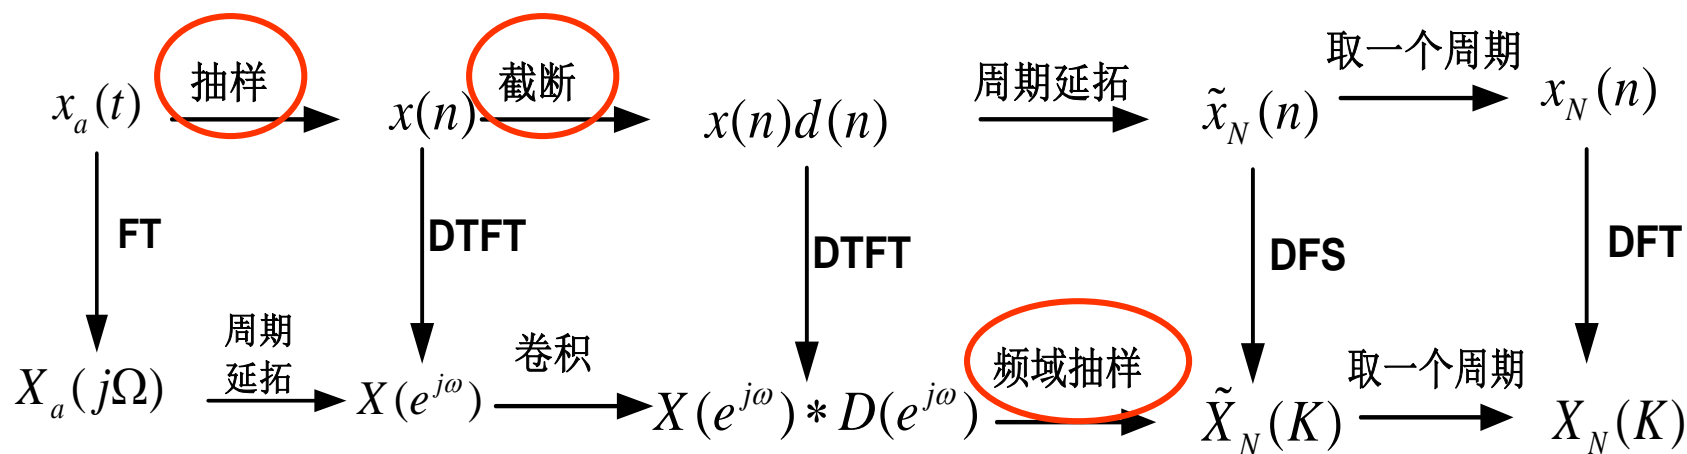 x_a(t) 抽样 x(n) 截断 x(n)d(n) 周期延拓 x̃_N(n) 取一个周期 x_N(n)
FT DTFT DTFT DFS DFT
X_a(jΩ) 周期 X(e^{jω}) 卷积 X(e^{jω}) * D(e^{jω}) 频域抽样 X̃_N(K) 取一个周期 X_N(K)
延拓